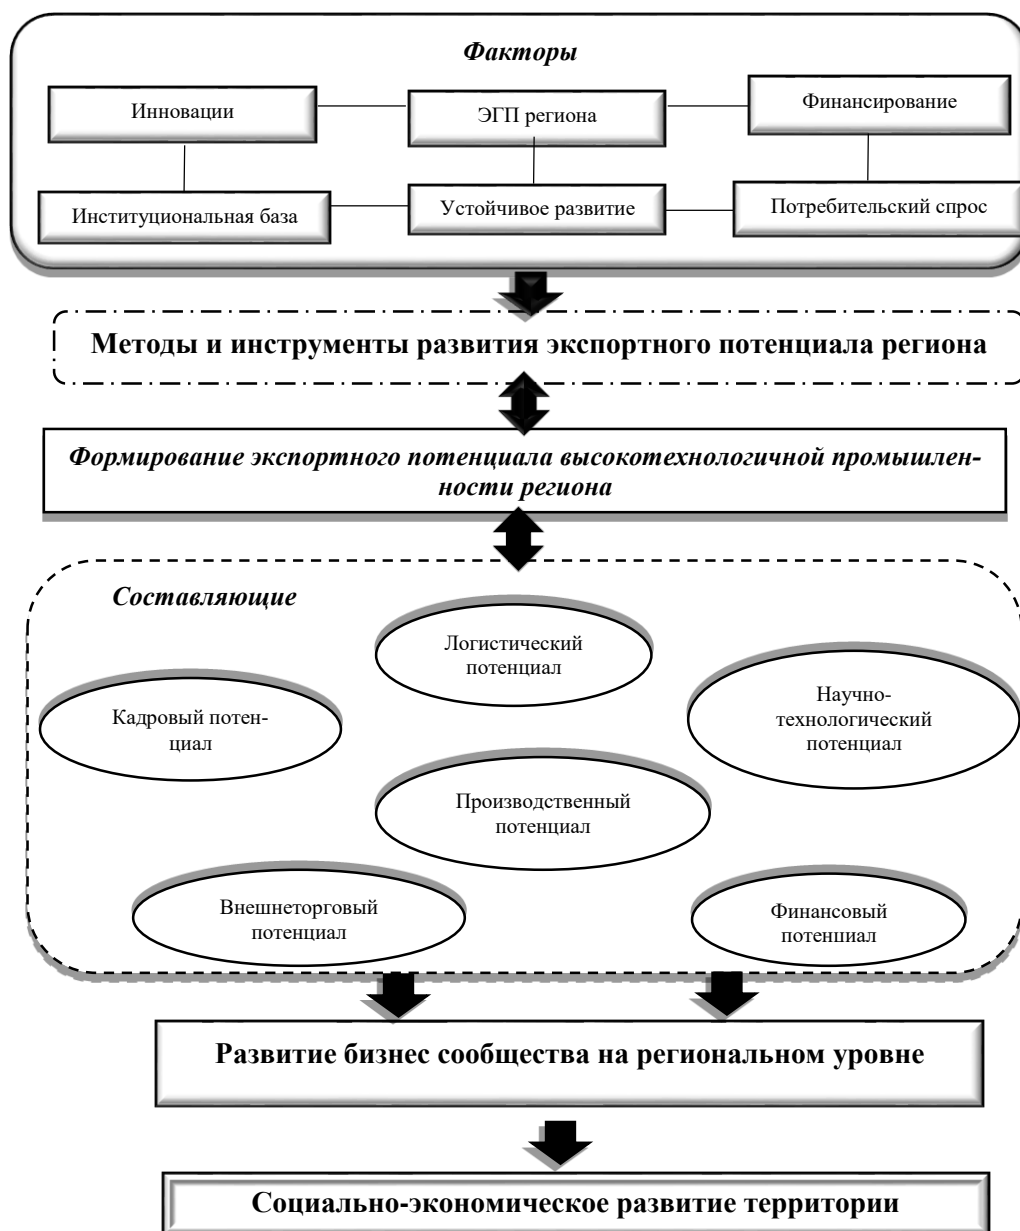 Факторы
Инновации
ЭГП региона
Финансирование
Институциональная база
Устойчивое развитие
Потребительский спрос
Методы и инструменты развития экспортного потенциала региона
Формирование экспортного потенциала высокотехнологичной промышлен-
ности региона
Составляющие
Логистический
потенциал
Кадровый потен-
циал
Научно-
технологический
потенциал
Производственный
потенциал
Внешнеторговый
потенциал
Финансовый
потенциал
Развитие бизнес сообщества на региональном уровне
Социально-экономическое развитие территории